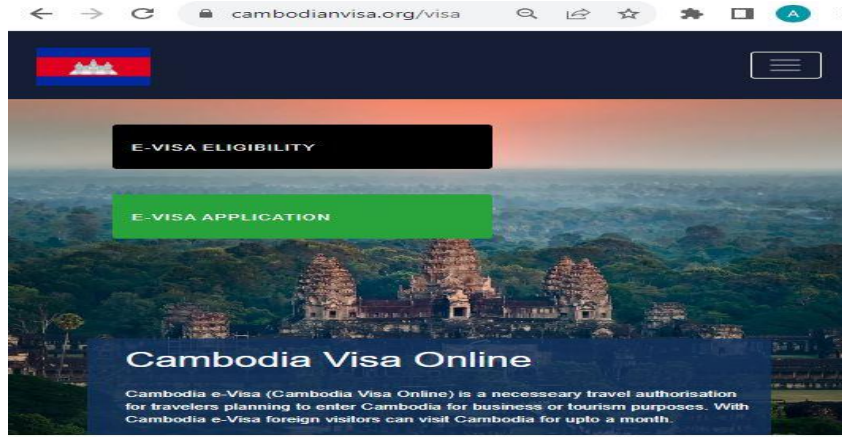 cambodianvisa.org/visa
A
E-VISA ELIGIBILITY
E-VISA APPLICATION
Cambodia Visa Online
Cambodia e-Visa (Cambodia Visa Online) is a necesseary travel authorisation
for travelers planning to enter Cambodia for business or tourism purposes. With
Cambodia e-Visa foreign visitors can visit Cambodia for upto a month.